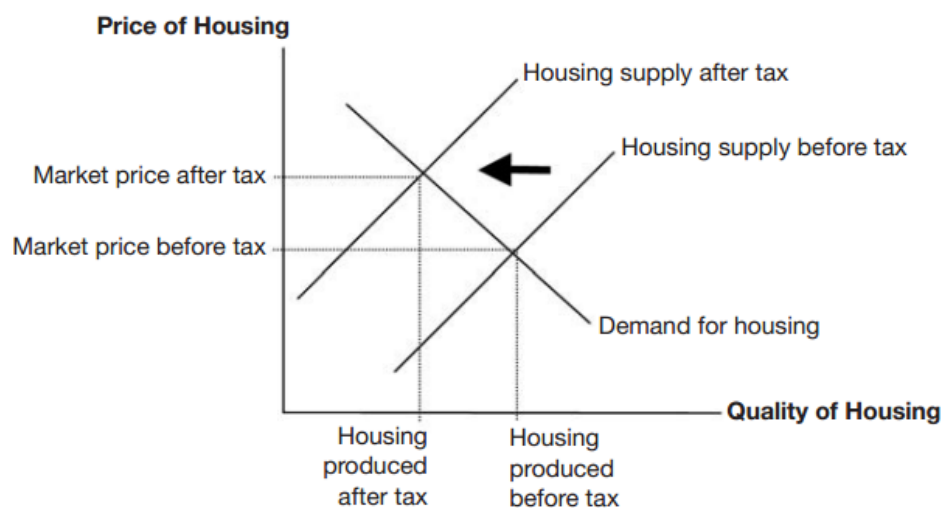 Price of Housing
Housing supply after tax
Housing supply before tax
Market price after tax
Market price before tax
Demand for housing
Quality of Housing
Housing
produced
after tax
Housing
produced
before tax